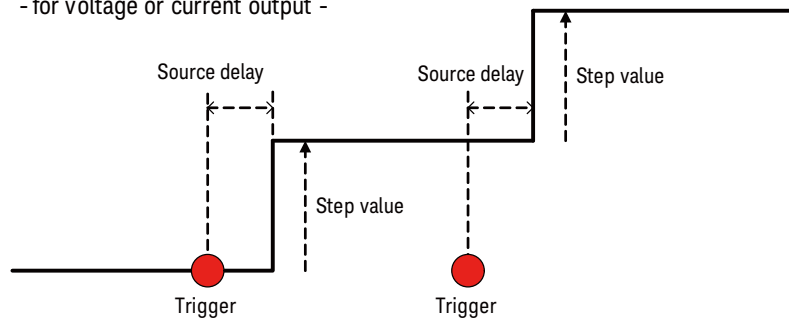 - for voltage or current output -
Source delay
Source delay
Step value
Step value
Trigger
Trigger